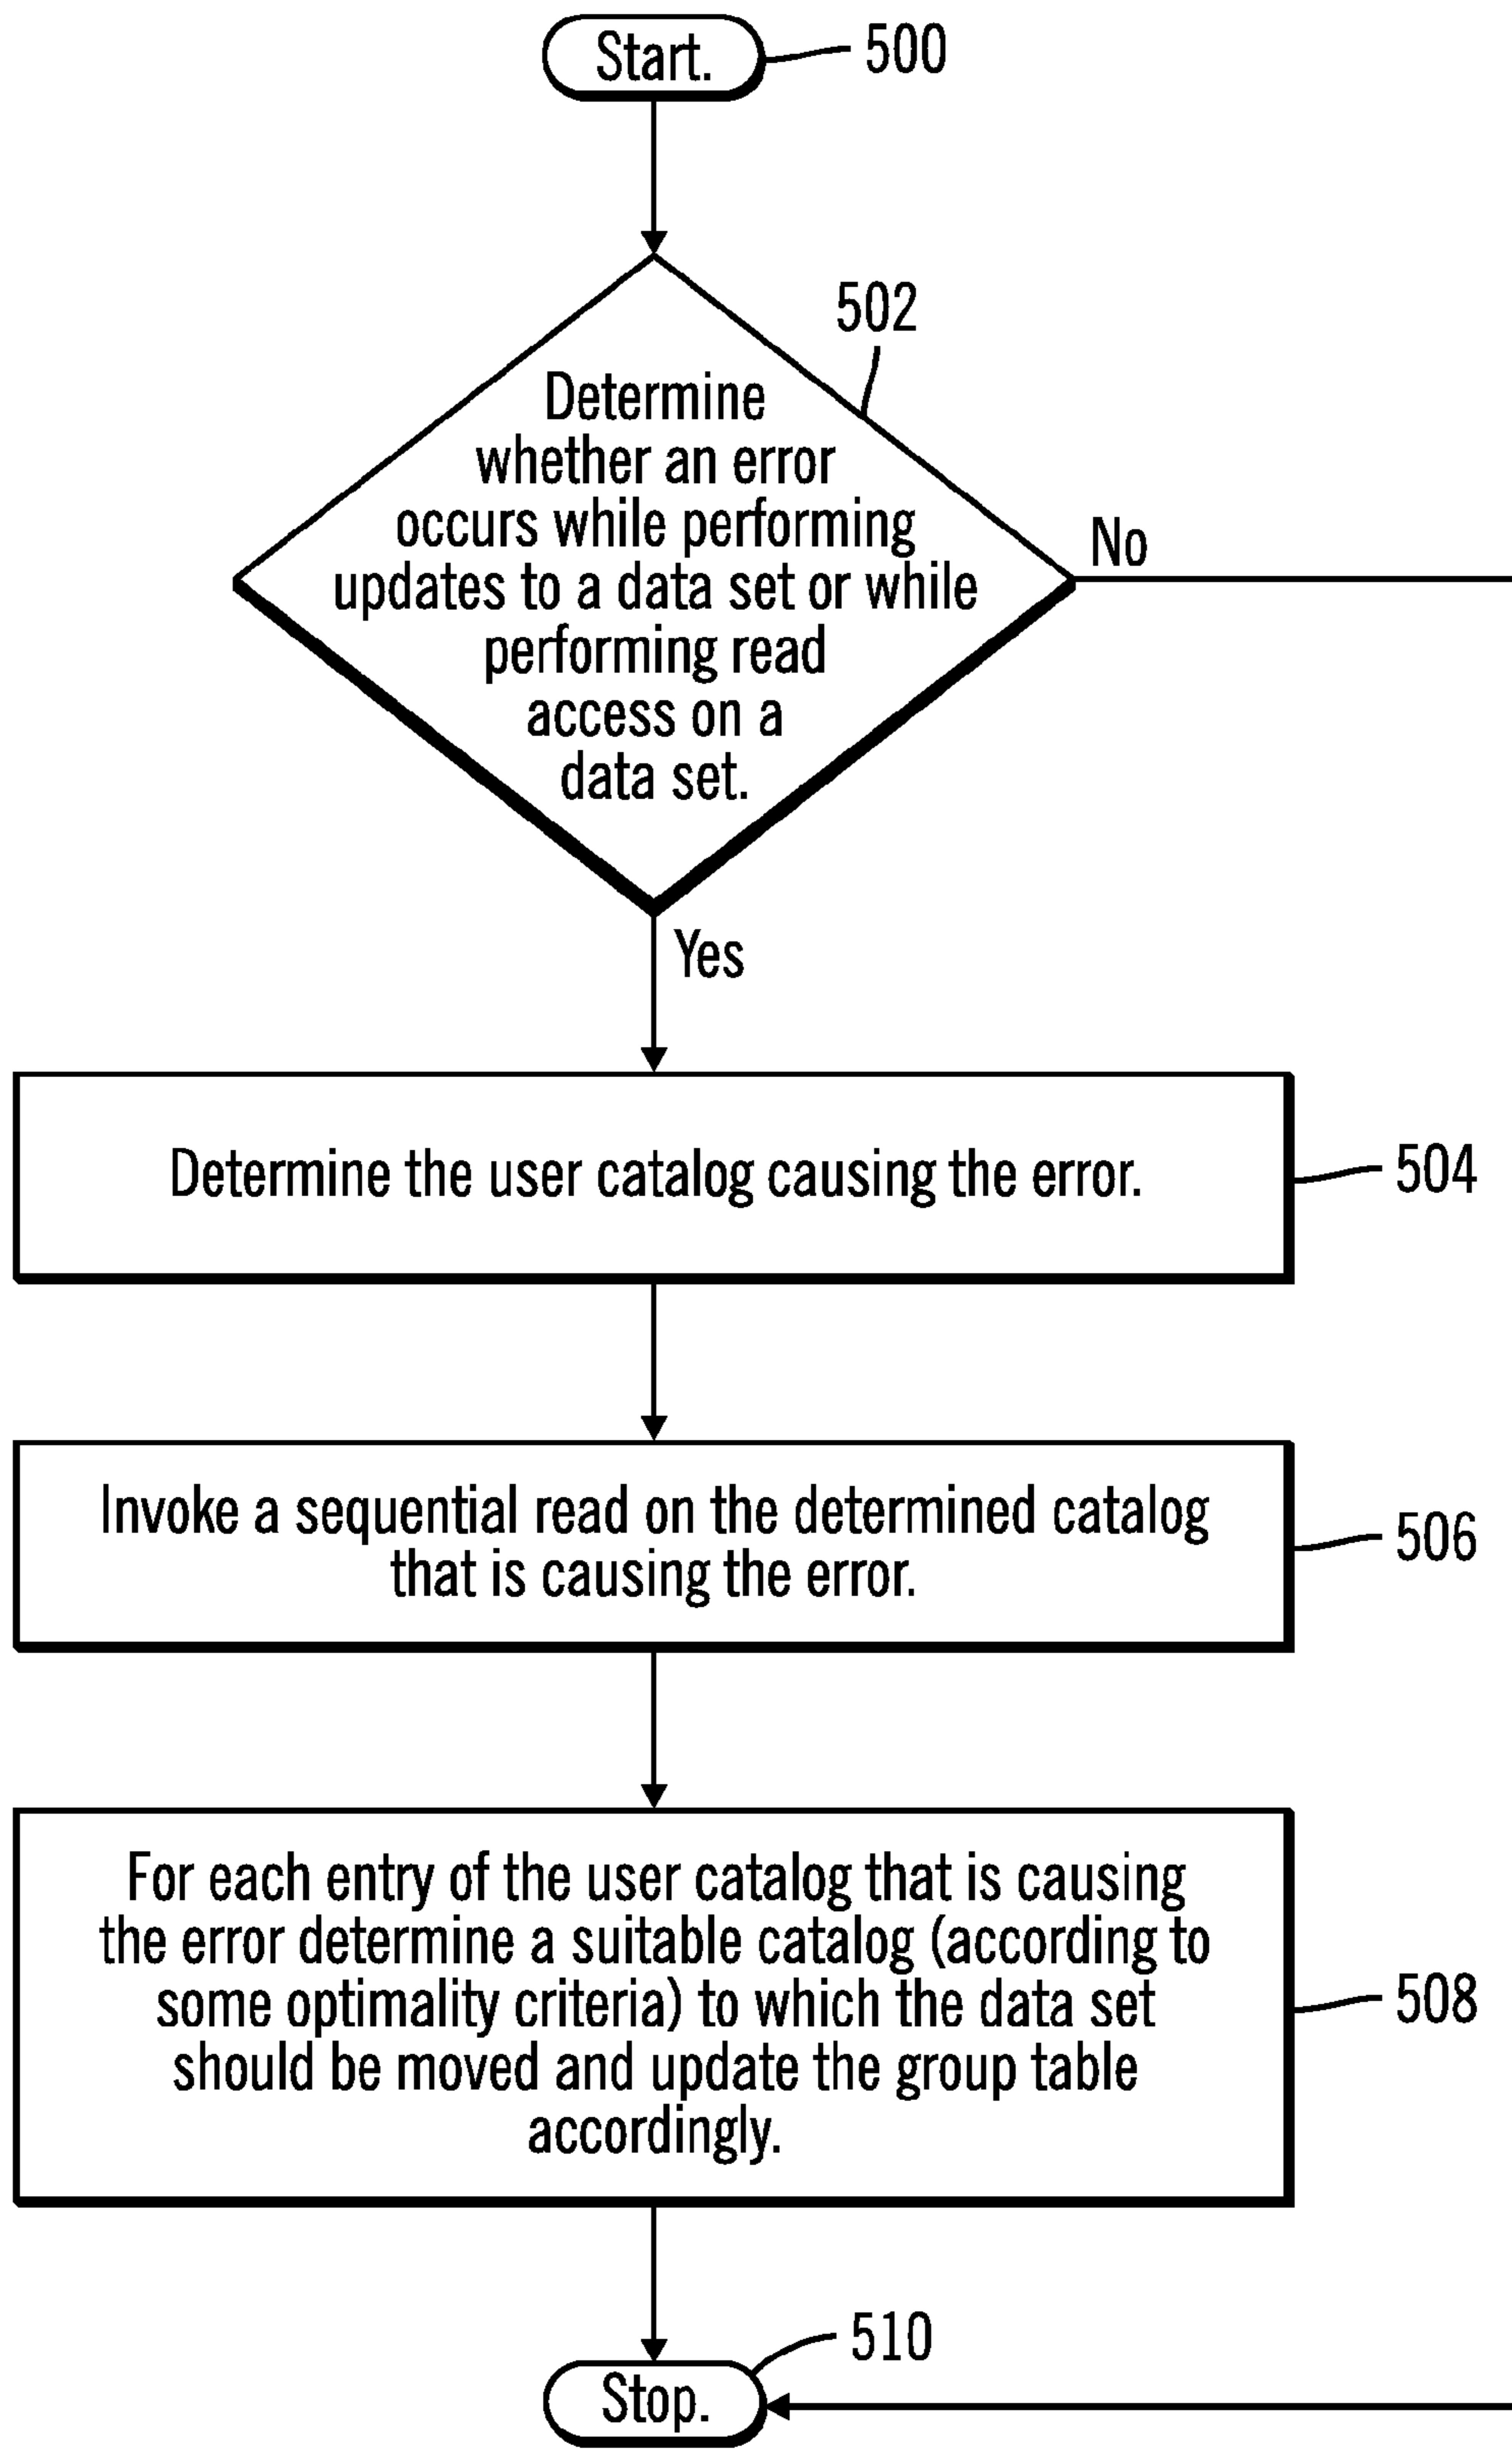 Start.
500
502
Determine
whether an error
occurs while performing
updates to a data set or while
performing read
access on a
data set.
No
Yes
Determine the user catalog causing the error.
504
Invoke a sequential read on the determined catalog
that is causing the error.
506
For each entry of the user catalog that is causing
the error determine a suitable catalog (according to
some optimality criteria) to which the data set
should be moved and update the group table
accordingly.
508
510
Stop.